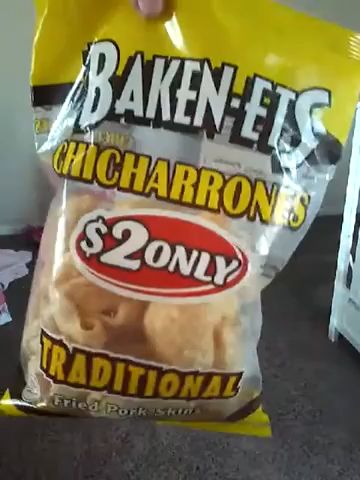 BAKEN-ETS
CHICHARRONES
$2 ONLY
TRADITIONAL
Fried Pork Skins